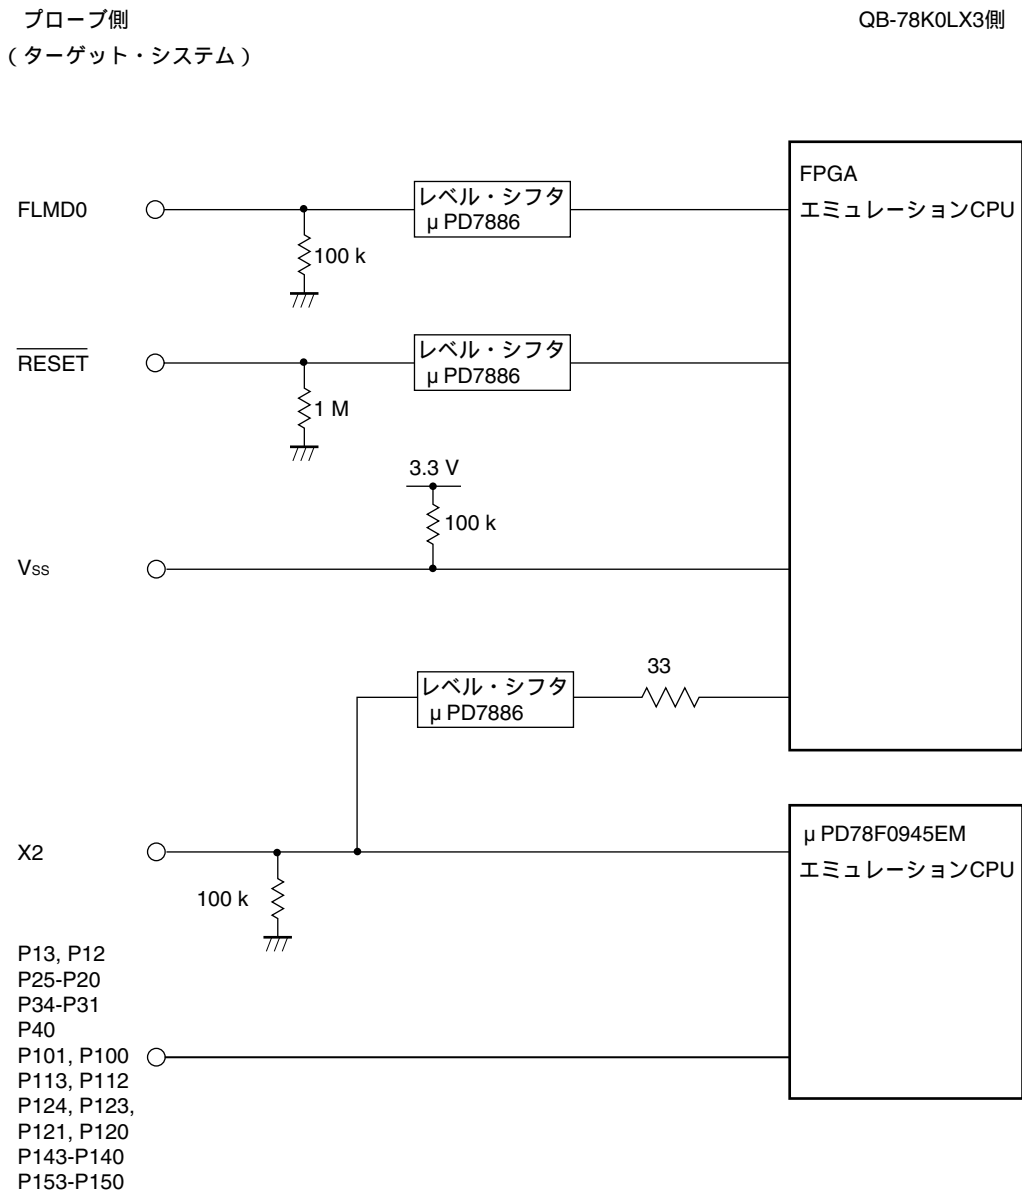 プローブ側
(ターゲット・システム)
QB-78K0LX3側
FPGA
エミュレーションCPU
FLMD0
レベル・シフタ
μPD7886
100 k
RESET
レベル・シフタ
μPD7886
1 M
3.3 V
100 k
Vss
レベル・シフタ
μPD7886
33
X2
100 k
μPD78F0945EM
エミュレーションCPU
P13, P12
P25-P20
P34-P31
P40
P101, P100
P113, P112
P124, P123,
P121, P120
P143-P140
P153-P150